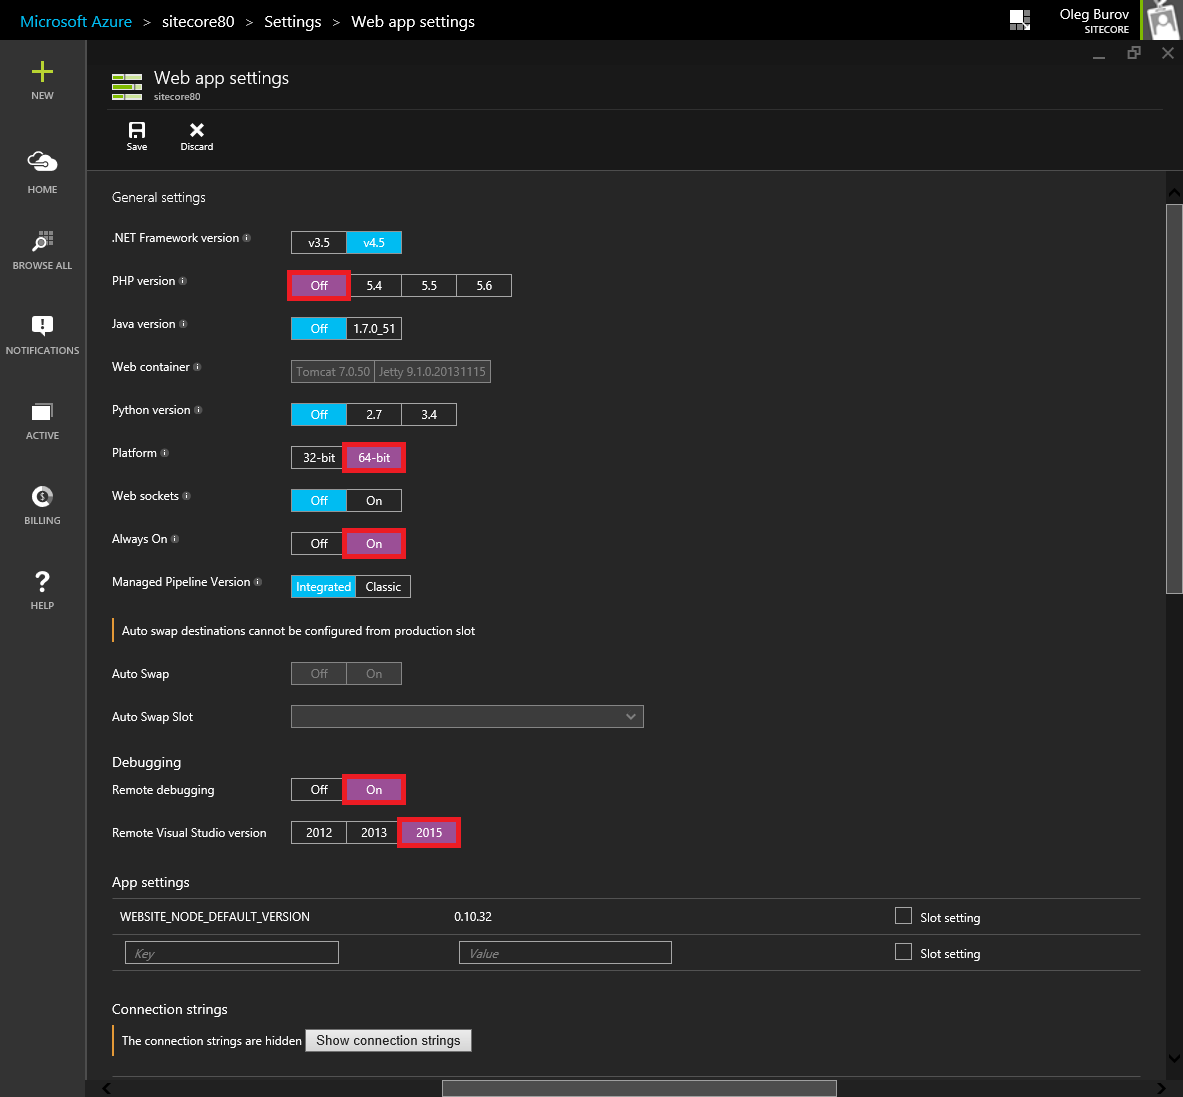 Microsoft Azure > sitecore80 > Settings > Web app settings
Oleg Burov
SITECORE
NEW
HOME
BROWSE ALL
NOTIFICATIONS
ACTIVE
BILLING
HELP
Web app settings
sitecore80
Save Discard
General settings
.NET Framework version v3.5 v4.5
PHP version Off 5.4 5.5 5.6
Java version Off 1.7.0_51
Web container Tomcat 7.0.50 Jetty 9.1.0.20131115
Python version Off 2.7 3.4
Platform 32-bit 64-bit
Web sockets Off On
Always On Off On
Managed Pipeline Version Integrated Classic
Auto swap destinations cannot be configured from production slot
Auto Swap Off On
Auto Swap Slot
Debugging
Remote debugging Off On
Remote Visual Studio version 2012 2013 2015
App settings
WEBSITE_NODE_DEFAULT_VERSION 0.10.32 Slot setting
Key Value Slot setting
Connection strings
The connection strings are hidden Show connection strings